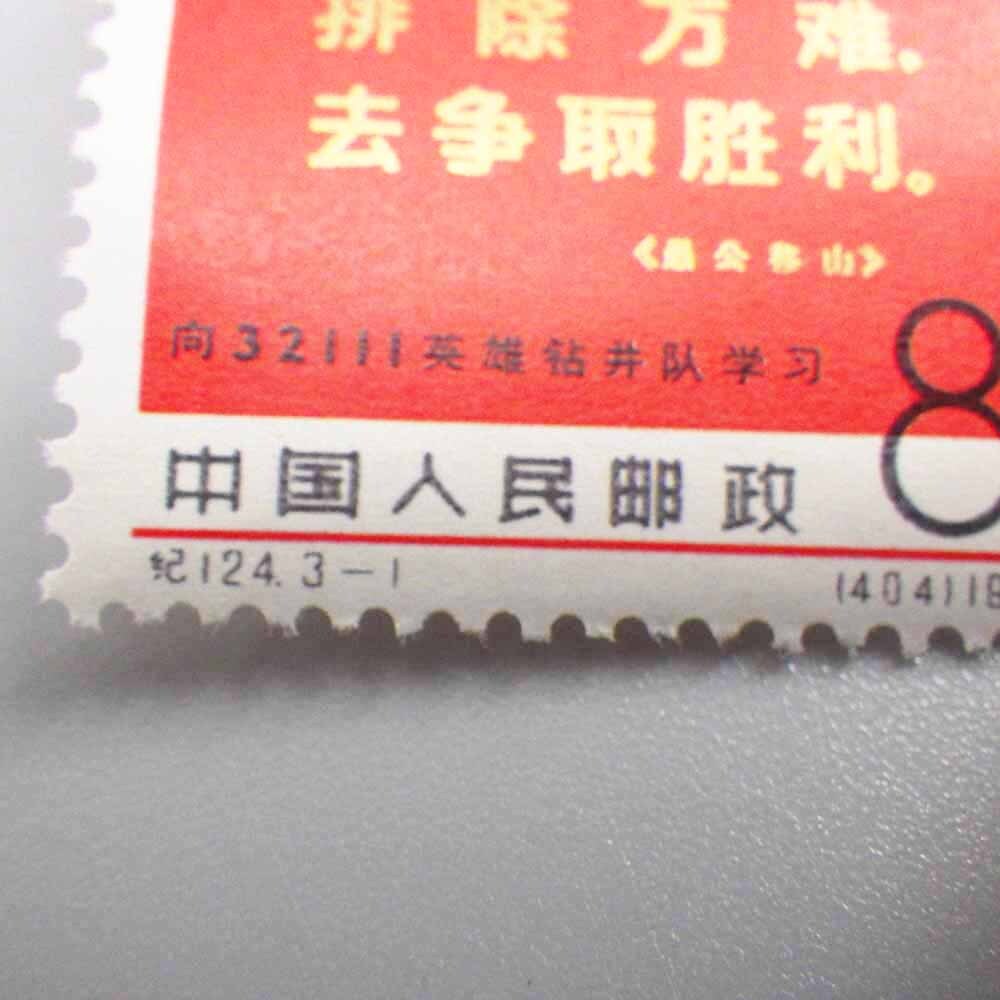 排除万难，
去争取胜利。
《愚公移山》
向32111英雄钻井队学习
8
中国人民邮政
纪124.3-1
(404)19